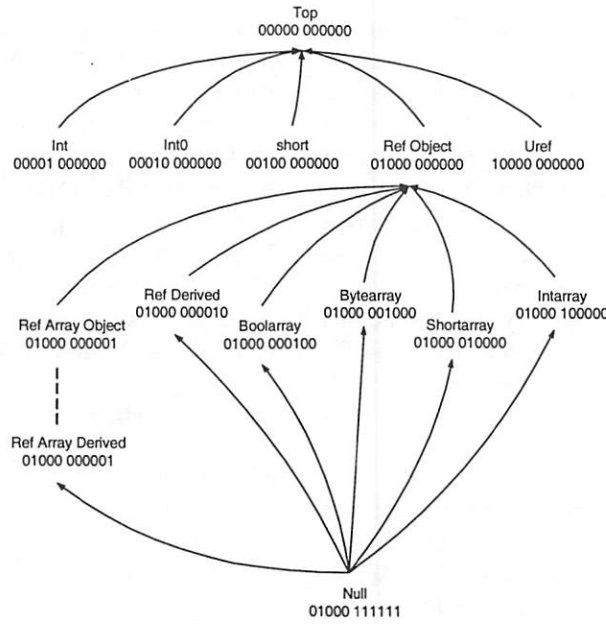 Top
00000 000000
Int
00001 000000
Int0
00010 000000
short
00100 000000
Ref Object
01000 000000
Uref
10000 000000
Ref Array Object
01000 000001
Ref Derived
01000 000010
Boolarray
01000 000100
Bytearray
01000 001000
Shortarray
01000 010000
Intarray
01000 100000
Ref Array Derived
01000 000001
Null
01000 111111